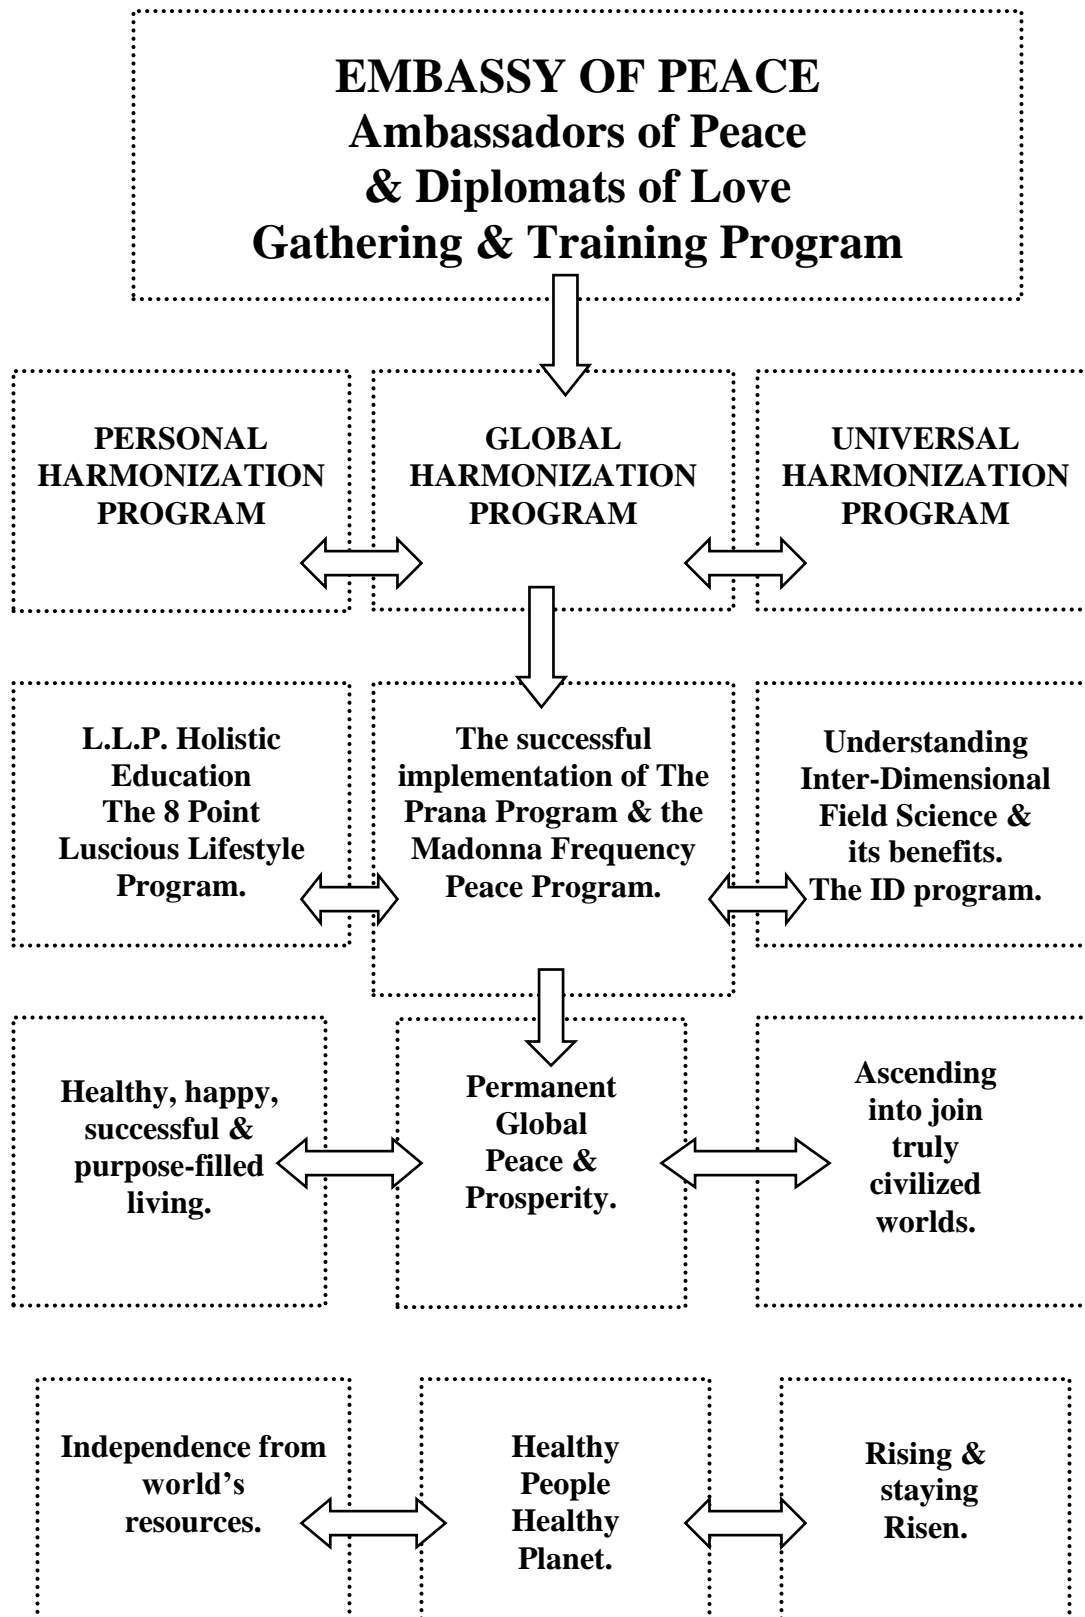 EMBASSY OF PEACE
Ambassadors of Peace
& Diplomats of Love
Gathering & Training Program
PERSONAL
HARMONIZATION
PROGRAM
GLOBAL
HARMONIZATION
PROGRAM
UNIVERSAL
HARMONIZATION
PROGRAM
L.L.P. Holistic
Education
The 8 Point
Luscious Lifestyle
Program.
The successful
implementation of The
Prana Program & the
Madonna Frequency
Peace Program.
Understanding
Inter-Dimensional
Field Science &
its benefits.
The ID program.
Healthy, happy,
successful &
purpose-filled
living.
Permanent
Global
Peace &
Prosperity.
Ascending
into join
truly
civilized
worlds.
Independence from
world’s
resources.
Healthy
People
Healthy
Planet.
Rising &
staying
Risen.